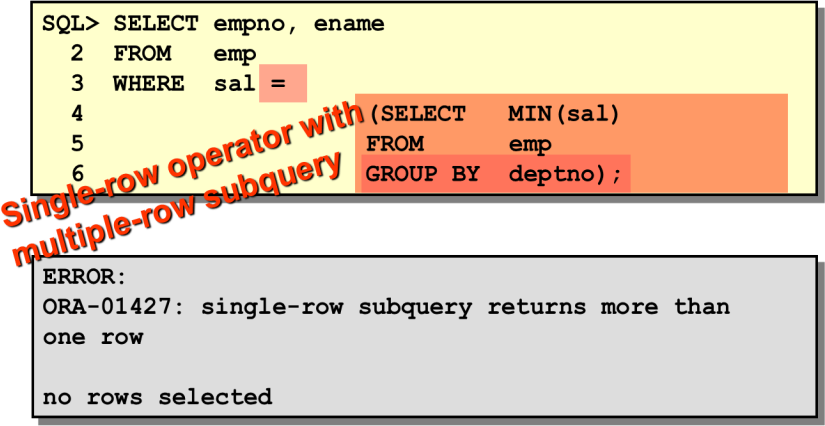 SQL> SELECT empno, ename
2 FROM emp
3 WHERE sal =
4 (SELECT MIN(sal)
5 FROM emp
6 GROUP BY deptno);
Single-row operator with
multiple-row subquery
ERROR:
ORA-01427: single-row subquery returns more than
one row
no rows selected